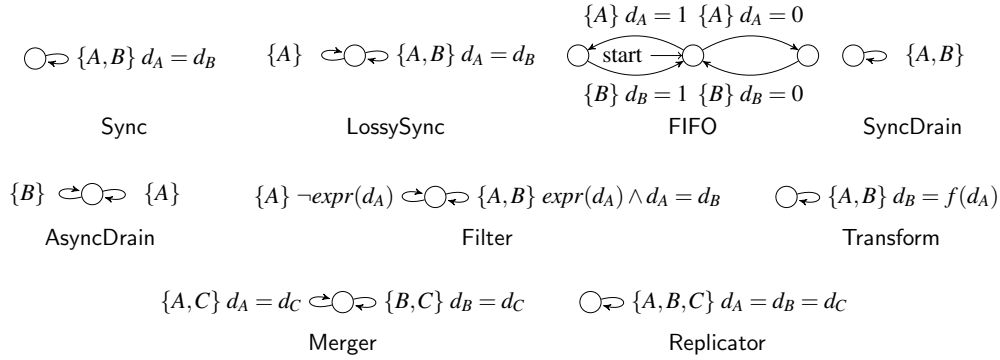 {A} d_A = 1 {A} d_A = 0
{A,B} d_A = d_B {A} {A,B} d_A = d_B start {A,B}
{B} d_B = 1 {B} d_B = 0
Sync LossySync FIFO SyncDrain
{B} {A} {A} ¬expr(d_A) {A,B} expr(d_A) ∧ d_A = d_B {A,B} d_B = f(d_A)
AsyncDrain Filter Transform
{A,C} d_A = d_C {B,C} d_B = d_C {A,B,C} d_A = d_B = d_C
Merger Replicator